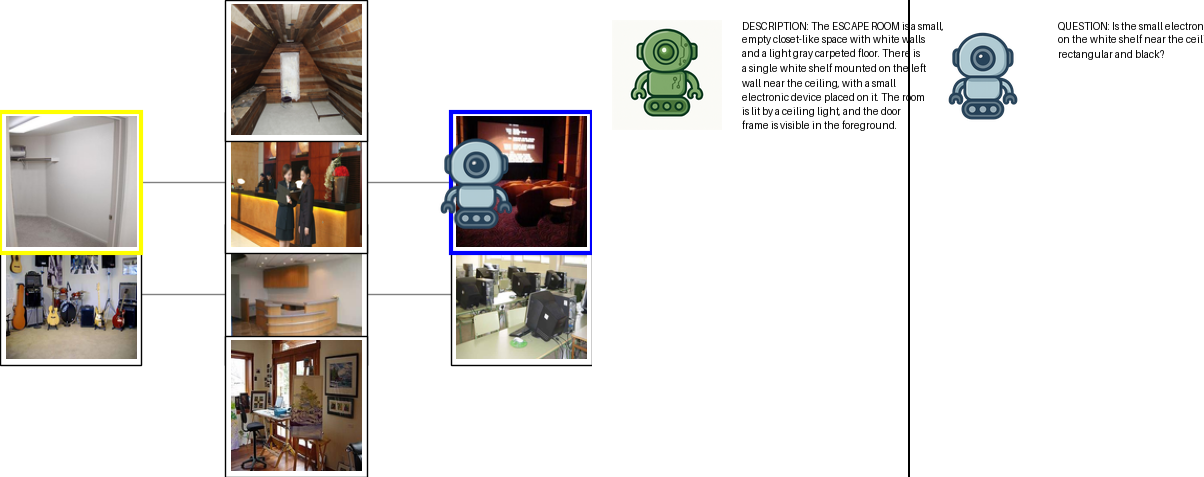 DESCRIPTION: The ESCAPE ROOM is a small,
empty closet-like space with white walls
and a light gray carpeted floor. There is
a single white shelf mounted on the left
wall near the ceiling, with a small
electronic device placed on it. The room
is lit by a ceiling light, and the door
frame is visible in the foreground.
QUESTION: Is the small electron
on the white shelf near the ceil
rectangular and black?